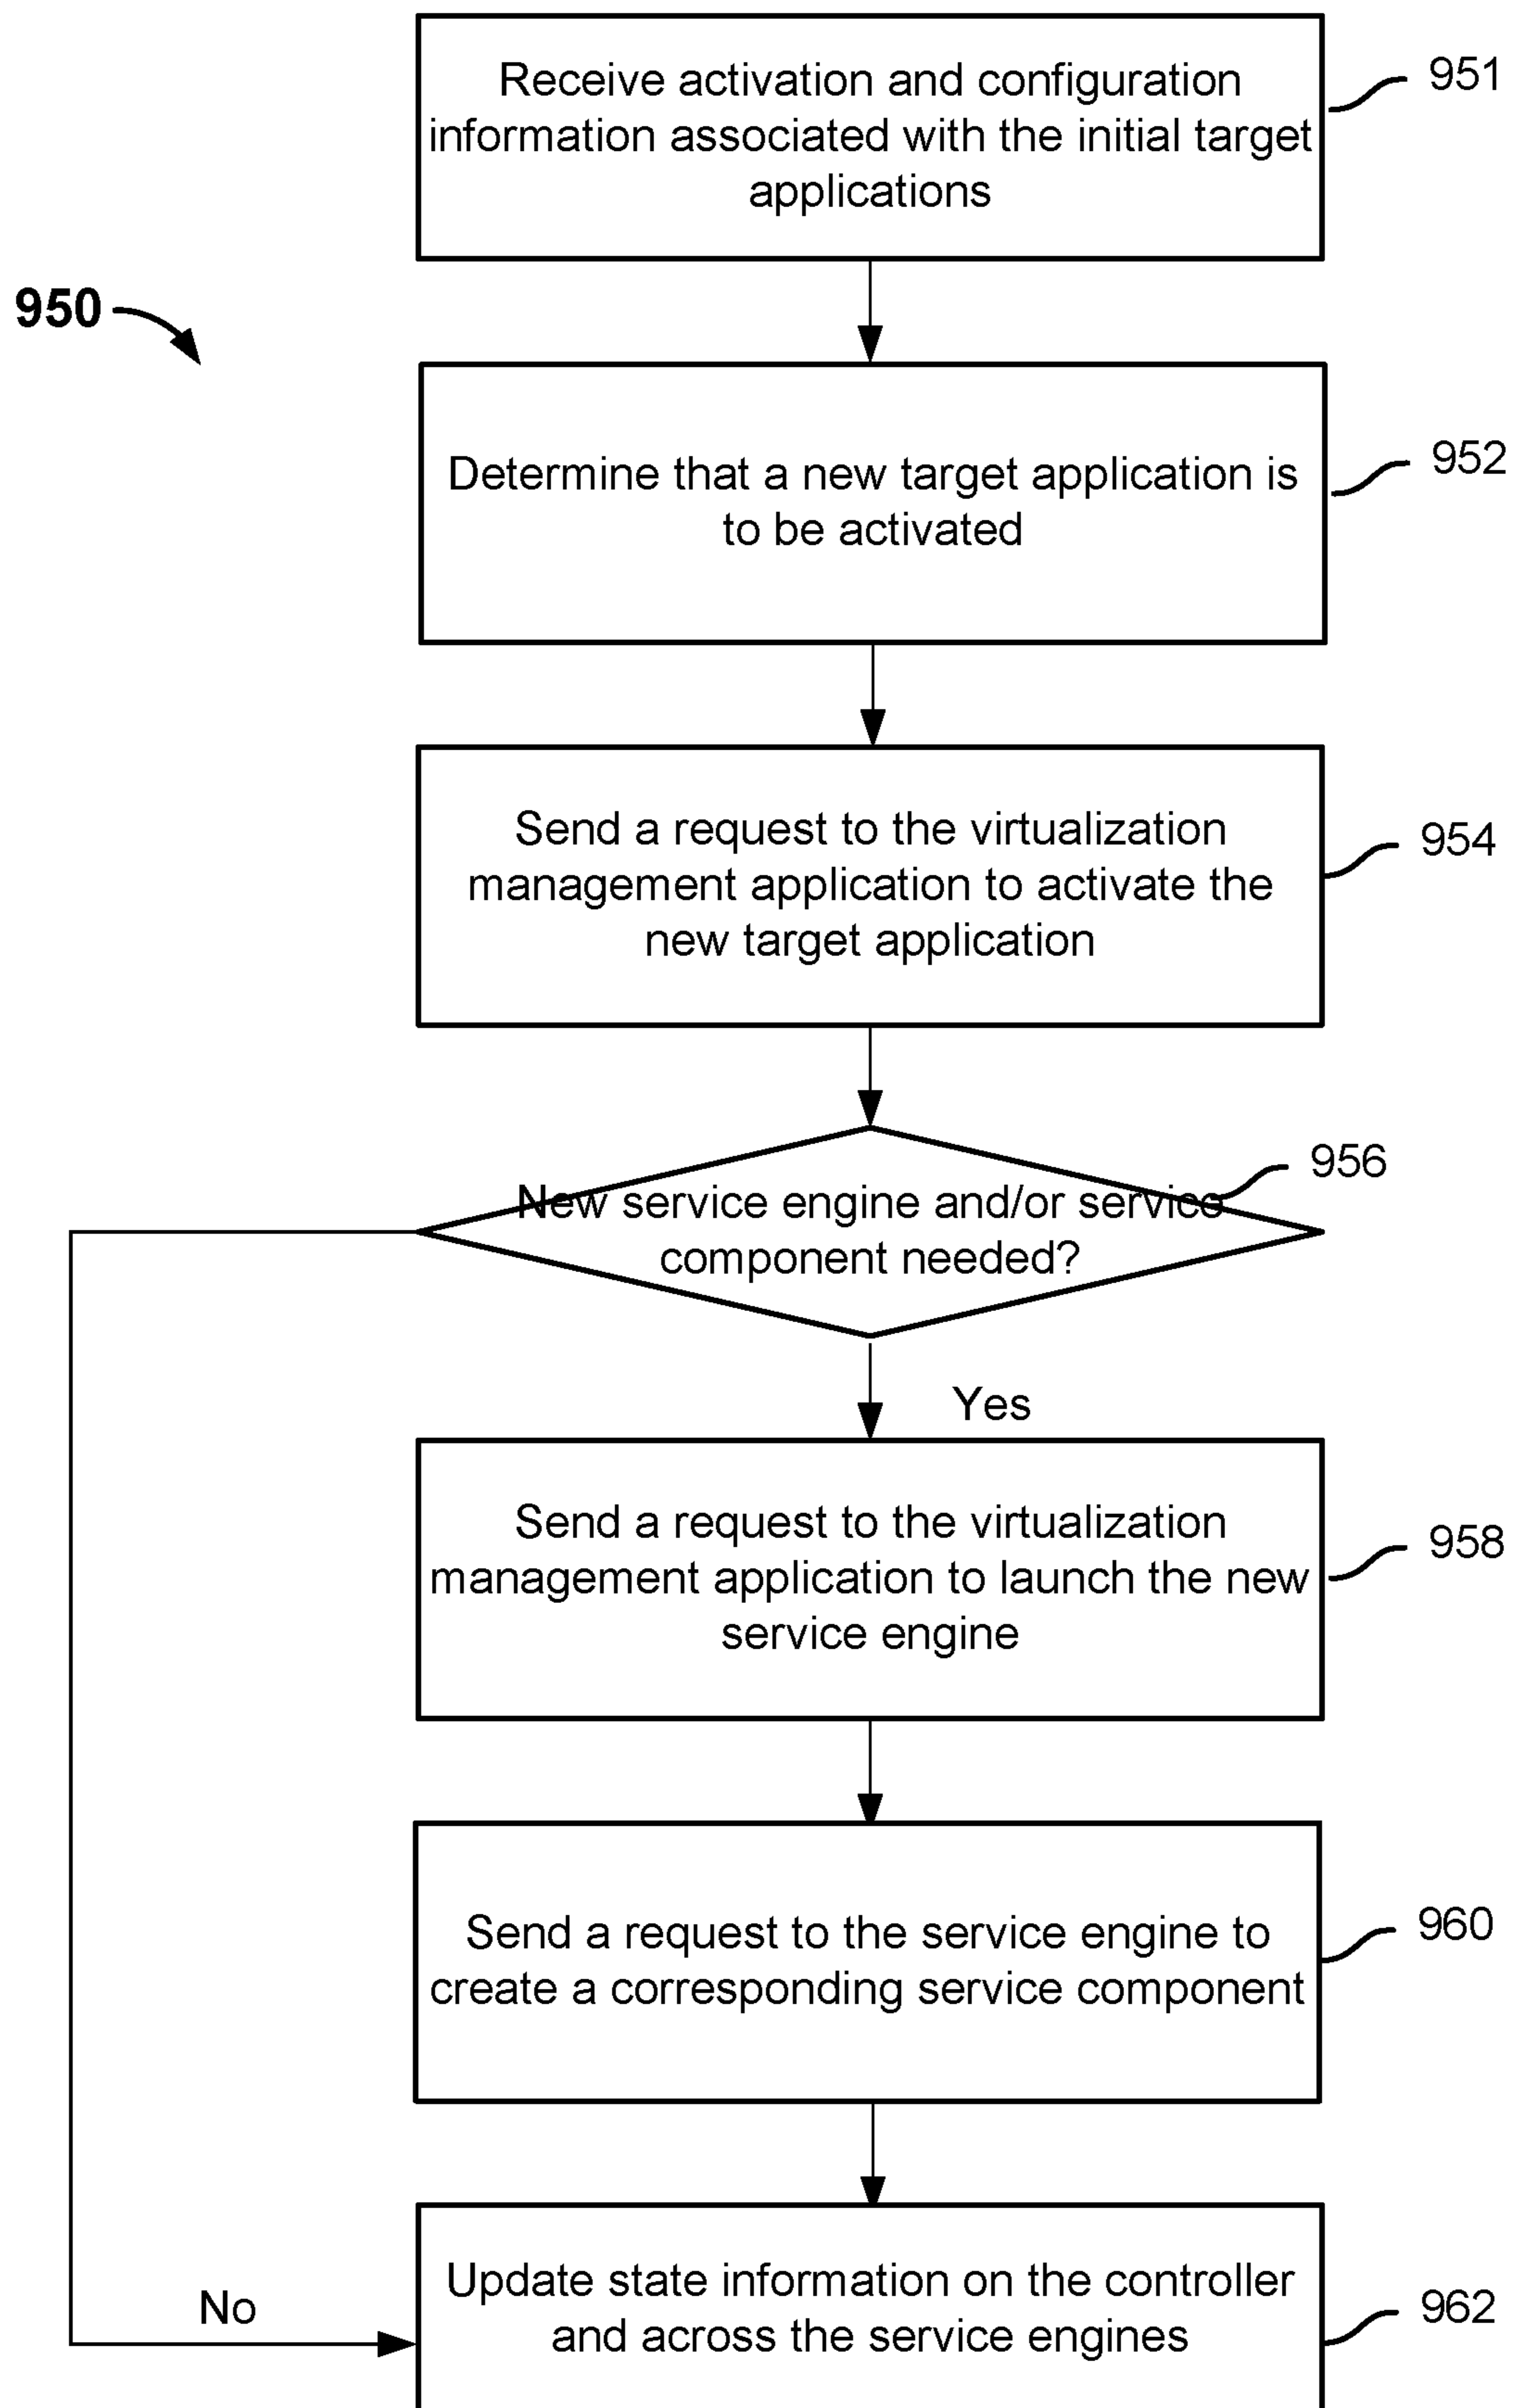 Receive activation and configuration
information associated with the initial target
applications
951
950
Determine that a new target application is
to be activated
952
Send a request to the virtualization
management application to activate the
new target application
954
New service engine and/or service
component needed?
956
Yes
Send a request to the virtualization
management application to launch the new
service engine
958
Send a request to the service engine to
create a corresponding service component
960
Update state information on the controller
and across the service engines
962
No